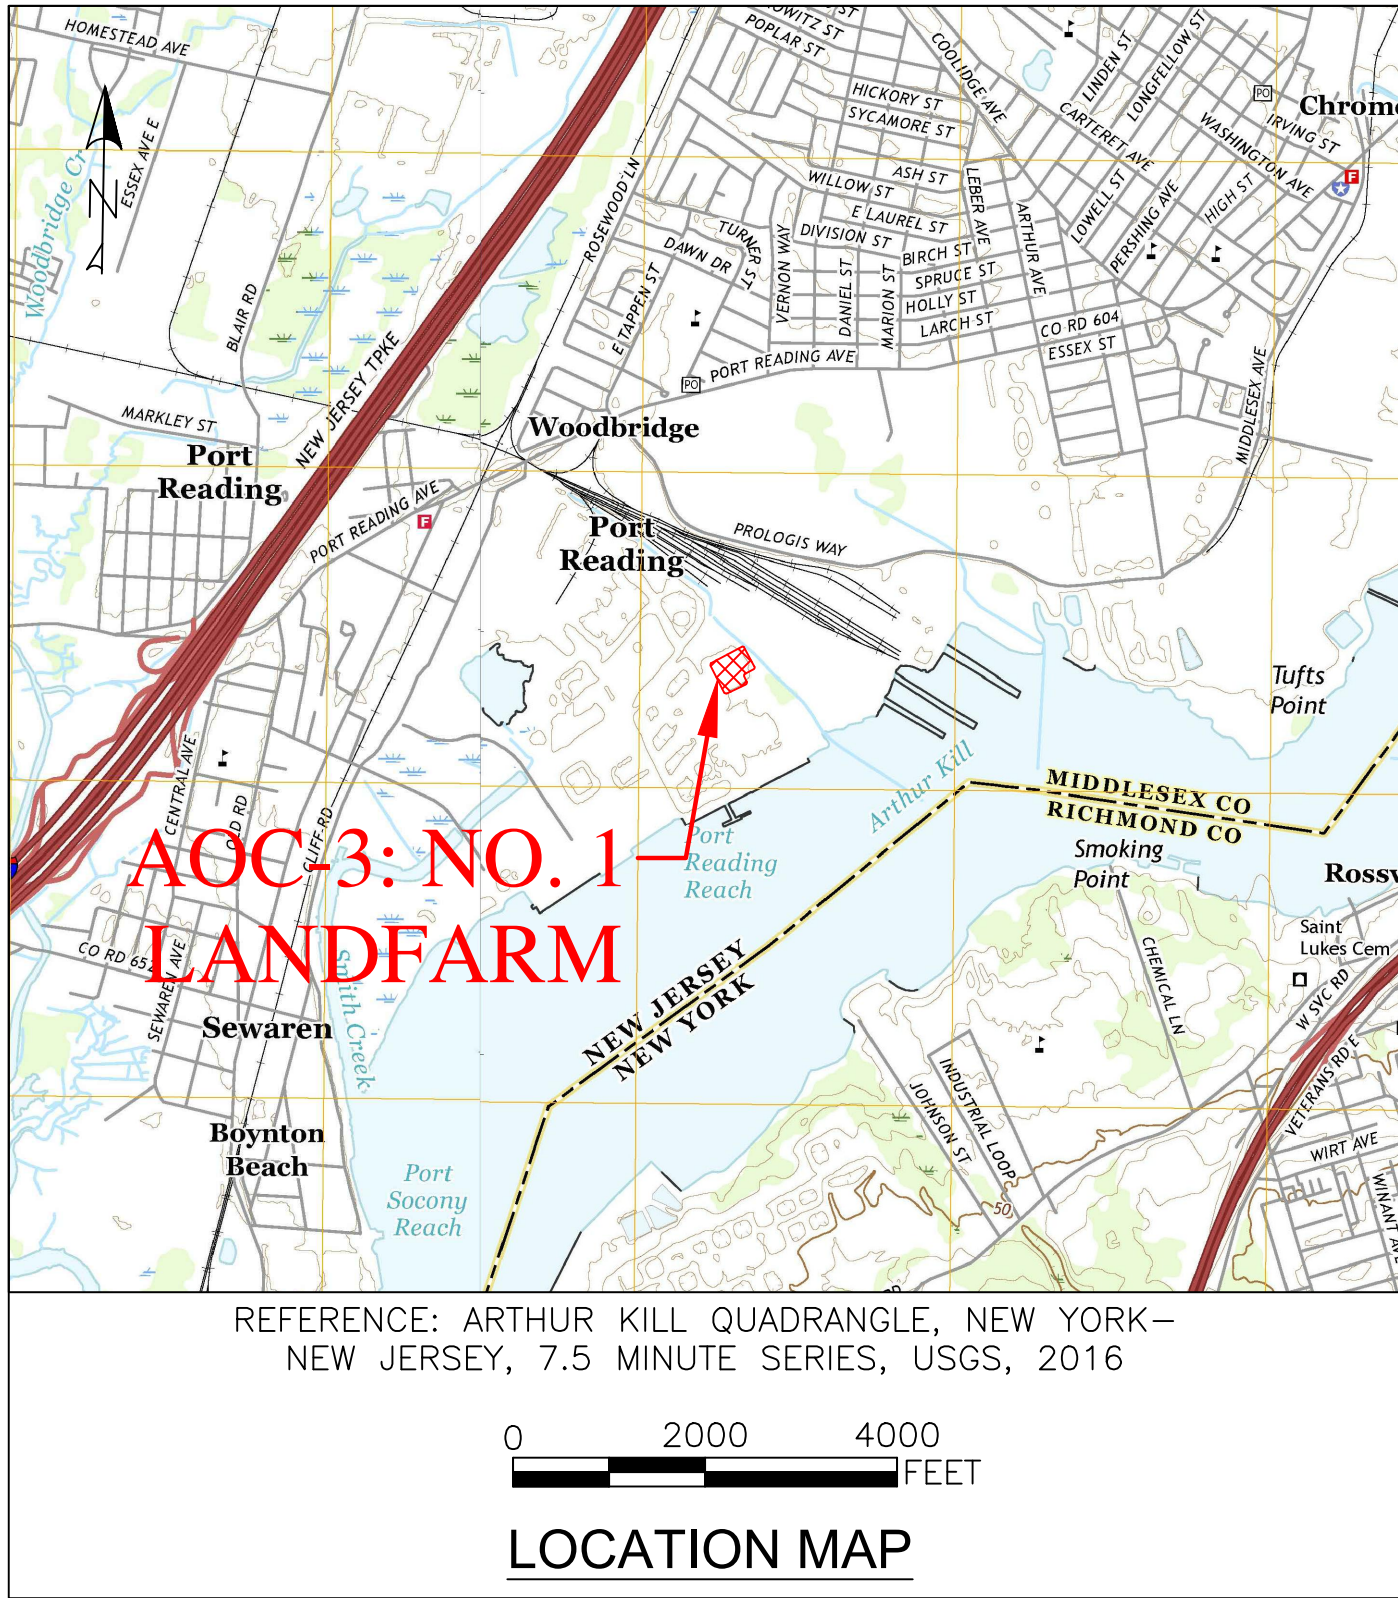 HOMESTEAD AVE
ESSEX AVE E
Woodbridge Cr
BLAIR RD
MARKLEY ST
Port
Reading
NEW JERSEY TPKE
PORT READING AVE
F
ROSEWOOD LN
E TAPPEN ST
DAWN DR
TURNER ST
POPLAR ST
HICKORY ST
SYCAMORE ST
COOLIDGE AVE
ASH ST
WILLOW ST
E LAUREL ST
DIVISION ST
BIRCH ST
SPRUCE ST
HOLLY ST
LARCH ST
VERNON WAY
DANIEL ST
MARION ST
LEBER AVE
ARTHUR AVE
LINDEN ST
LONGFELLOW ST
CARTERET AVE
WASHINGTON AVE
IRVING ST
PO
F
LOWELL ST
PERSHING AVE
HIGH ST
CO RD 604
ESSEX ST
MIDDLESEX AVE
PORT READING AVE
PO
Woodbridge
Port
Reading
PROLOGIS WAY
Tufts
Point
Arthur Kill
MIDDLESEX CO
RICHMOND CO
Smoking
Point
Saint
Lukes Cem
W SVC RD
VETERANS RD E
WIRT AVE
CHEMICAL LN
INDUSTRIAL LOOP
JOHNSON ST
50
CENTRAL AVE
OLD RD
CLIFF RD
AOC-3: NO. 1
LANDFARM
Port
Reading
Reach
CO RD 652
SEWAREN AVE
Sewaren
Smith Creek
NEW JERSEY
NEW YORK
Boynton
Beach
Port
Socony
Reach
REFERENCE: ARTHUR KILL QUADRANGLE, NEW YORK–
NEW JERSEY, 7.5 MINUTE SERIES, USGS, 2016
0 2000 4000
FEET
LOCATION MAP